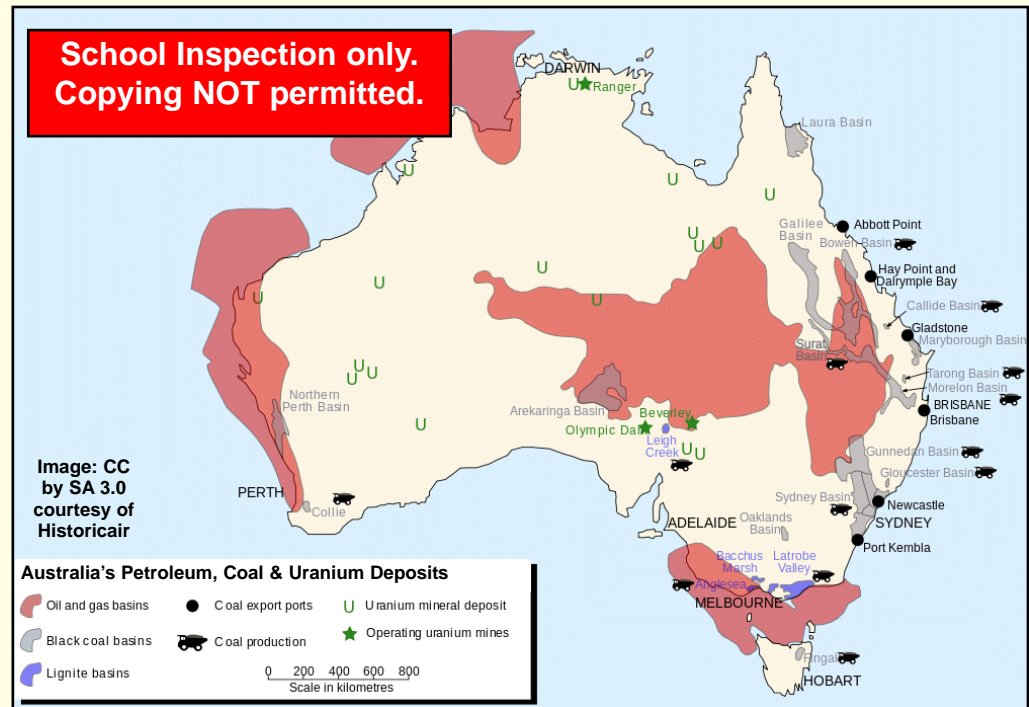 School Inspection only.
Copying NOT permitted.
DARWIN
U
Ranger
Laura Basin
U
U
U
Galilee
Basin
Abbott Point
Bowen Basin
U
U U
U
U
Hay Point and
Dalrymple Bay
U
U
Callide Basin
Gladstone
Maryborough Basin
Surat
Basin
U
U U
Tarong Basin
Morelon Basin
Northern
Perth Basin
BRISBANE
Brisbane
Arekaringa Basin
Beverley
U
Olympic Dam
Leigh
Creek
U
U
Gunnedan Basin
Gloucester Basin
Image: CC
by SA 3.0
courtesy of
Historicair
PERTH
Collie
Sydney Basin
Newcastle
ADELAIDE
Oaklands
Basin
SYDNEY
Port Kembla
Bacchus
Marsh
Latrobe
Valley
Anglesea
MELBOURNE
Fingal
HOBART
Australia's Petroleum, Coal & Uranium Deposits
Oil and gas basins
Coal export ports
U Uranium mineral deposit
Black coal basins
Coal production
Operating uranium mines
Lignite basins
0 200 400 600 800
Scale in kilometres